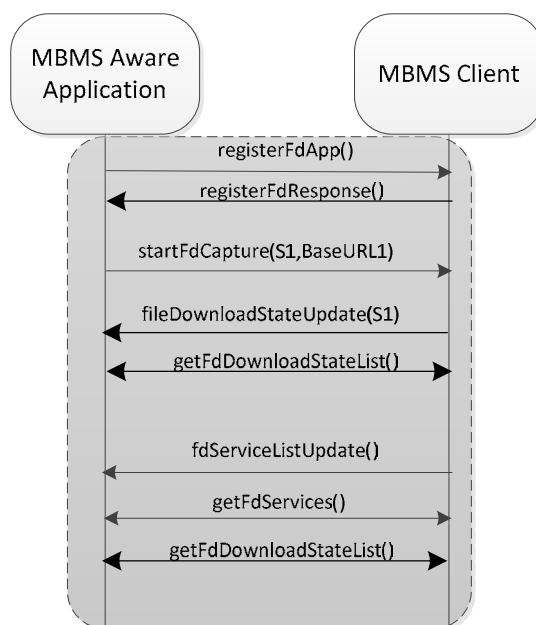 MBMS Aware
Application
MBMS Client
registerFdApp()
registerFdResponse()
startFdCapture(S1,BaseURL1)
fileDownloadStateUpdate(S1)
getFdDownloadStateList()
fdServiceListUpdate()
getFdServices()
getFdDownloadStateList()